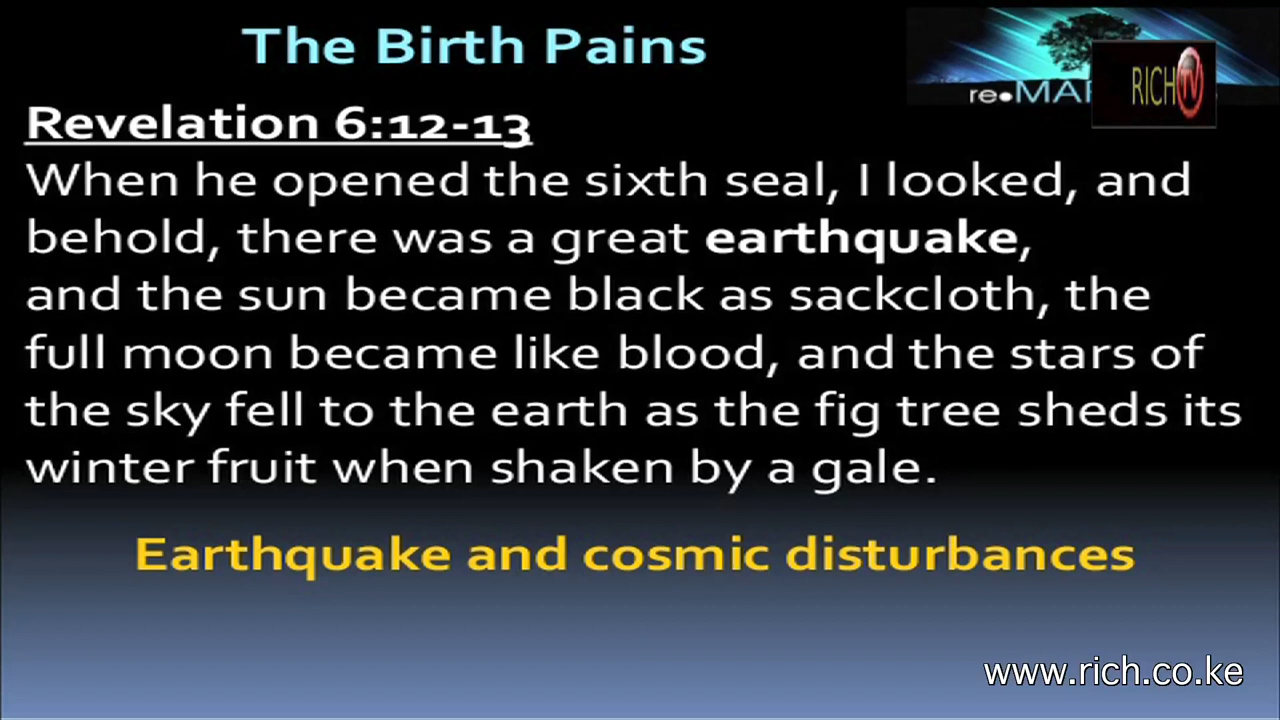 The Birth Pains
re•MAR
RICH TV
Revelation 6:12-13
When he opened the sixth seal, I looked, and
behold, there was a great earthquake,
and the sun became black as sackcloth, the
full moon became like blood, and the stars of
the sky fell to the earth as the fig tree sheds its
winter fruit when shaken by a gale.
Earthquake and cosmic disturbances
www.rich.co.ke